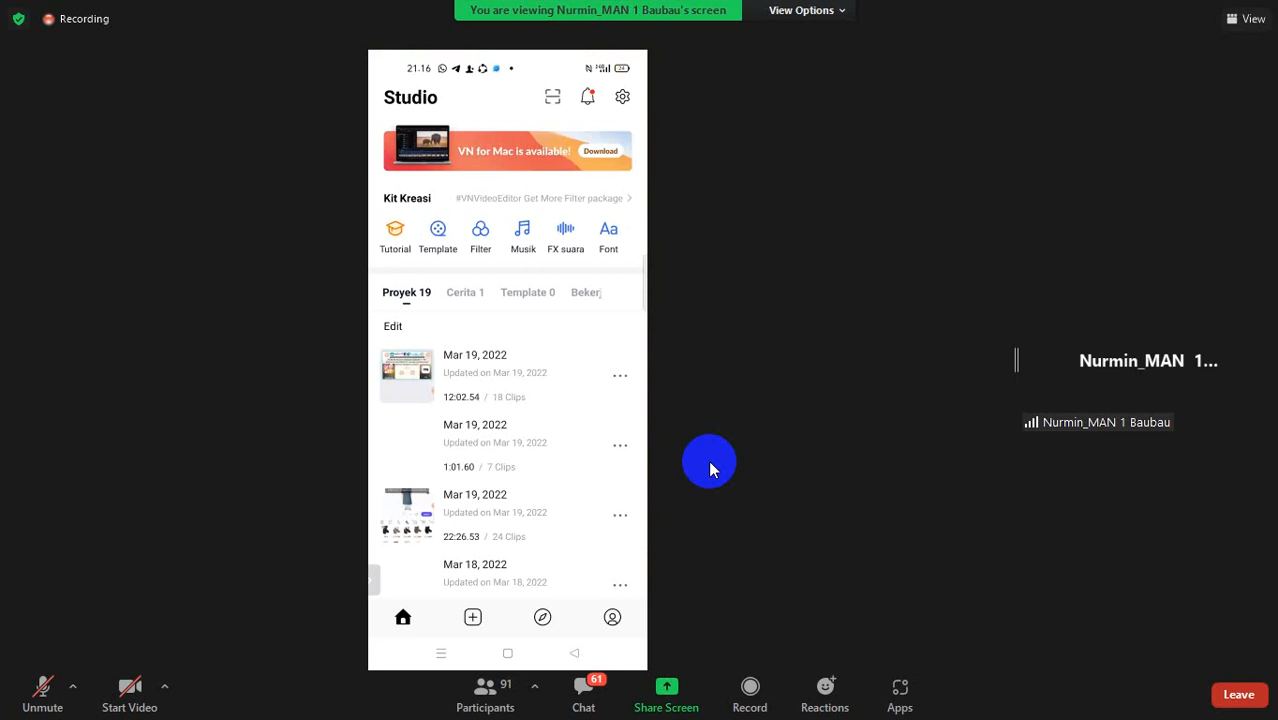 Recording
You are viewing Nurmin_MAN 1 Baubau's screen
View Options
View
21.16
24
Studio
VN for Mac is available!
Download
Kit Kreasi
#VNVideoEditor Get More Filter package
Tutorial
Template
Filter
Musik
FX suara
Aa
Font
Proyek 19
Cerita 1
Template 0
Bekerj
Edit
Mar 19, 2022
Updated on Mar 19, 2022
12:02.54 / 18 Clips
Mar 19, 2022
Updated on Mar 19, 2022
1:01.60 / 7 Clips
Mar 19, 2022
Updated on Mar 19, 2022
22:26.53 / 24 Clips
Mar 18, 2022
Updated on Mar 18, 2022
Nurmin_MAN 1...
Nurmin_MAN 1 Baubau
Unmute
Start Video
91
Participants
61
Chat
Share Screen
Record
Reactions
Apps
Leave